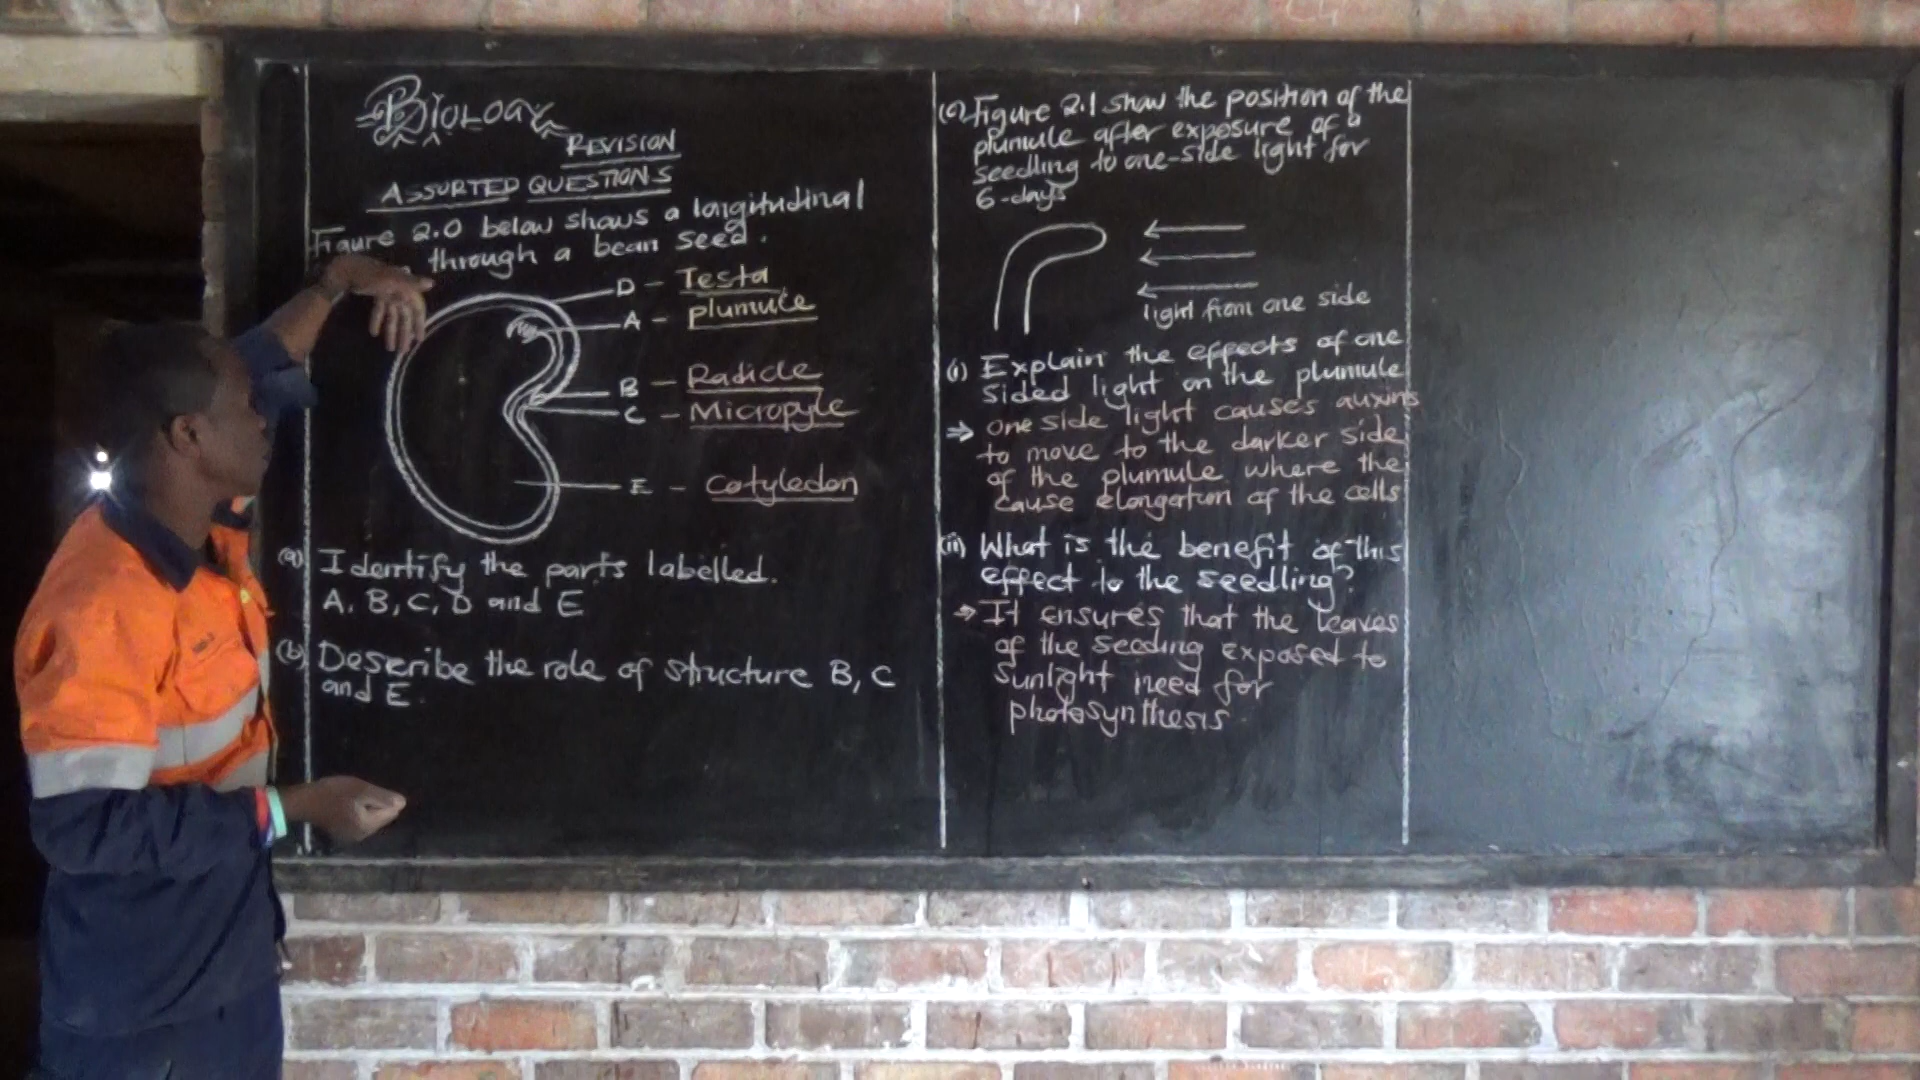 BIOLOGY
REVISION
ASSORTED QUESTIONS
Figure 2.0 below shows a longitudinal
through a bean seed.
D - Testa
A - plumule
B - Radicle
C - Micropyle
E - Cotyledon
(a) Identify the parts labelled.
A, B, C, D and E
(b) Describe the role of structure B, C
and E.
(c) Figure 2.1 show the position of the
plumule after exposure of a
seedling to one-side light for
6-days
light from one side
(i) Explain the effects of one
sided light on the plumule
⇒ one side light causes auxins
to move to the darker side
of the plumule where the
cause elongation of the cells
(ii) What is the benefit of this
effect to the seedling?
→ It ensures that the leaves
of the seeding exposed to
sunlight need for
photosynthesis.